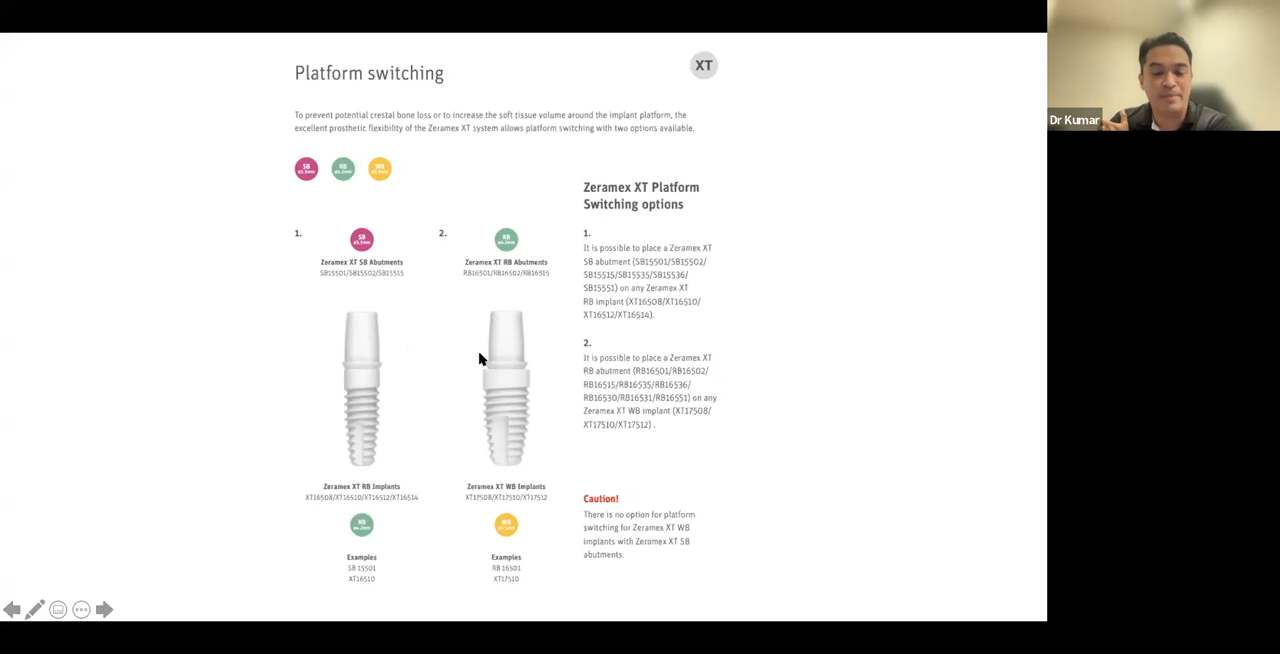 Platform switching
XT
To prevent potential crestal bone loss or to increase the soft tissue volume around the implant platform, the
excellent prosthetic flexibility of the Zeramex XT system allows platform switching with two options available.
SB
RB
WB
Zeramex XT Platform
Switching options
1.
SB
Zeramex XT SB Abutments
SB15501/SB15502/SB15515
2.
RB
Zeramex XT RB Abutments
RB16501/RB16502/RB16515
1.
It is possible to place a Zeramex XT
SB abutment (SB15501/SB15502/
SB15515/SB15535/SB15536/
SB15551) on any Zeramex XT
RB implant (XT16508/XT16510/
XT16512/XT16514).
2.
It is possible to place a Zeramex XT
RB abutment (RB16501/RB16502/
RB16515/RB16535/RB16536/
RB16530/RB16531/RB16551) on any
Zeramex XT WB implant (XT17508/
XT17510/XT17512) .
Zeramex XT RB Implants
XT16508/XT16510/XT16512/XT16514
RB
Examples
SB 15501
XT16510
Zeramex XT WB Implants
XT17508/XT17510/XT17512
WB
Examples
RB 16501
XT17510
Caution!
There is no option for platform
switching for Zeramex XT WB
implants with Zeramex XT SB
abutments.
Dr Kumar